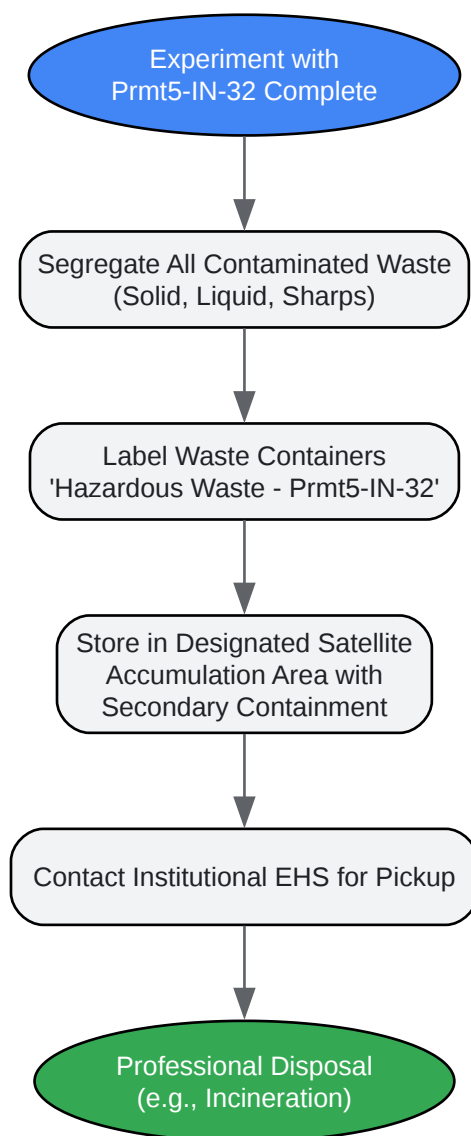 Experiment with
Prmt5-IN-32 Complete
Segregate All Contaminated Waste
(Solid, Liquid, Sharps)
Label Waste Containers
'Hazardous Waste - Prmt5-IN-32'
Store in Designated Satellite
Accumulation Area with
Secondary Containment
Contact Institutional EHS for Pickup
Professional Disposal
(e.g., Incineration)